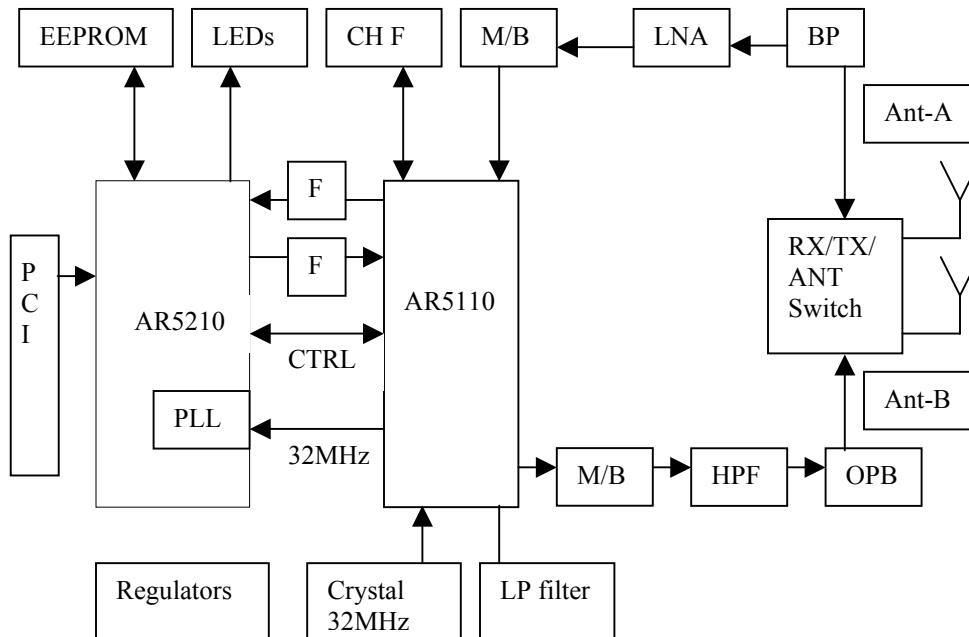 EEPROM
LEDs
CH F
M/B
LNA
BP
Ant-A
F
F
P
C
I
AR5210
AR5110
RX/TX/
ANT
Switch
CTRL
PLL
32MHz
Ant-B
M/B
HPF
OPB
Regulators
Crystal
32MHz
LP filter